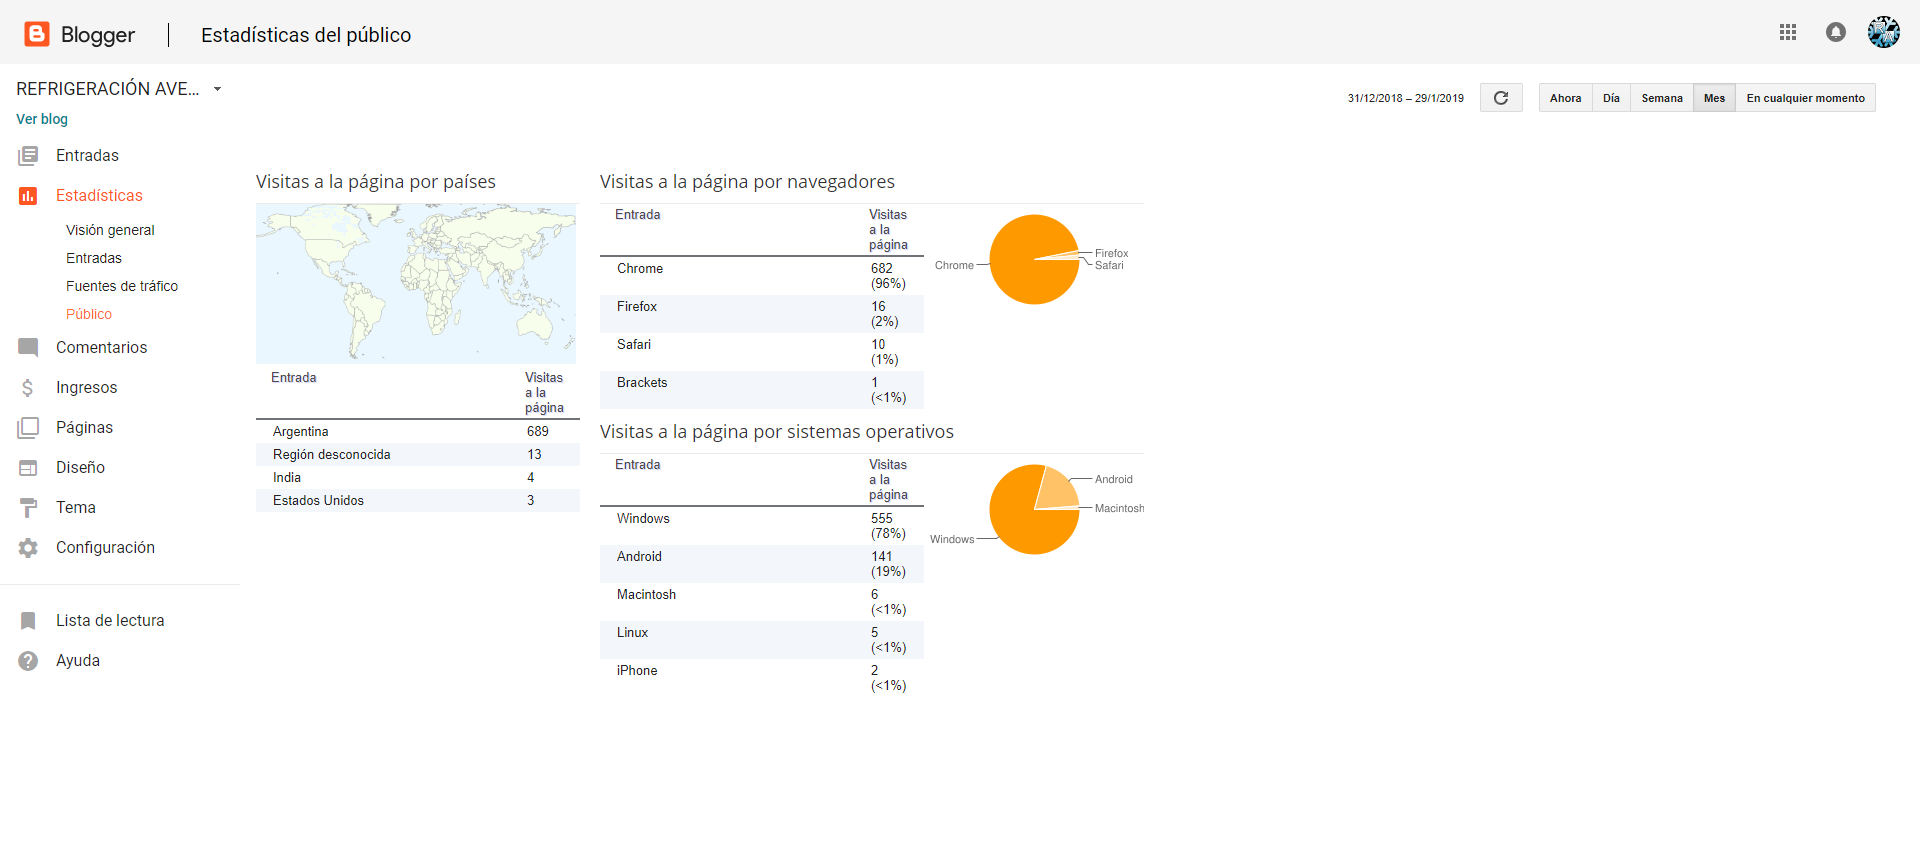 Blogger
Estadísticas del público
REFRIGERACIÓN AVE...
Ver blog
31/12/2018 – 29/1/2019
Ahora
Día
Semana
Mes
En cualquier momento
Entradas
Estadísticas
Visión general
Entradas
Fuentes de tráfico
Público
Comentarios
Ingresos
Páginas
Diseño
Tema
Configuración
Lista de lectura
Ayuda
Visitas a la página por países
Entrada
Visitas
a la
página
Argentina 689
Región desconocida 13
India 4
Estados Unidos 3
Visitas a la página por navegadores
Entrada
Visitas
a la
página
Chrome 682
(96%)
Firefox 16
(2%)
Safari 10
(1%)
Brackets 1
(<1%)
Chrome
Firefox
Safari
Visitas a la página por sistemas operativos
Entrada
Visitas
a la
página
Windows 555
(78%)
Android 141
(19%)
Macintosh 6
(<1%)
Linux 5
(<1%)
iPhone 2
(<1%)
Android
Macintosh
Windows